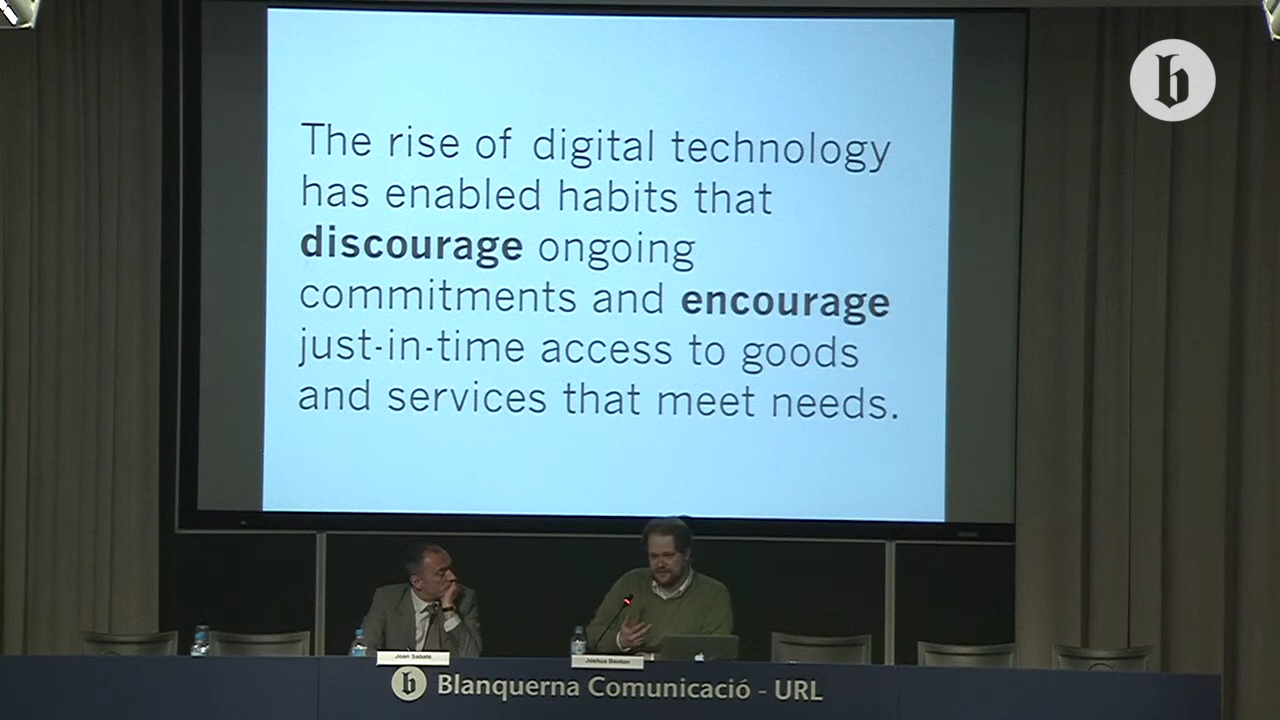 The rise of digital technology
has enabled habits that
discourage ongoing
commitments and encourage
just-in-time access to goods
and services that meet needs.
b
Joan Sabaté
Joshua Benton
b Blanquerna Comunicació - URL